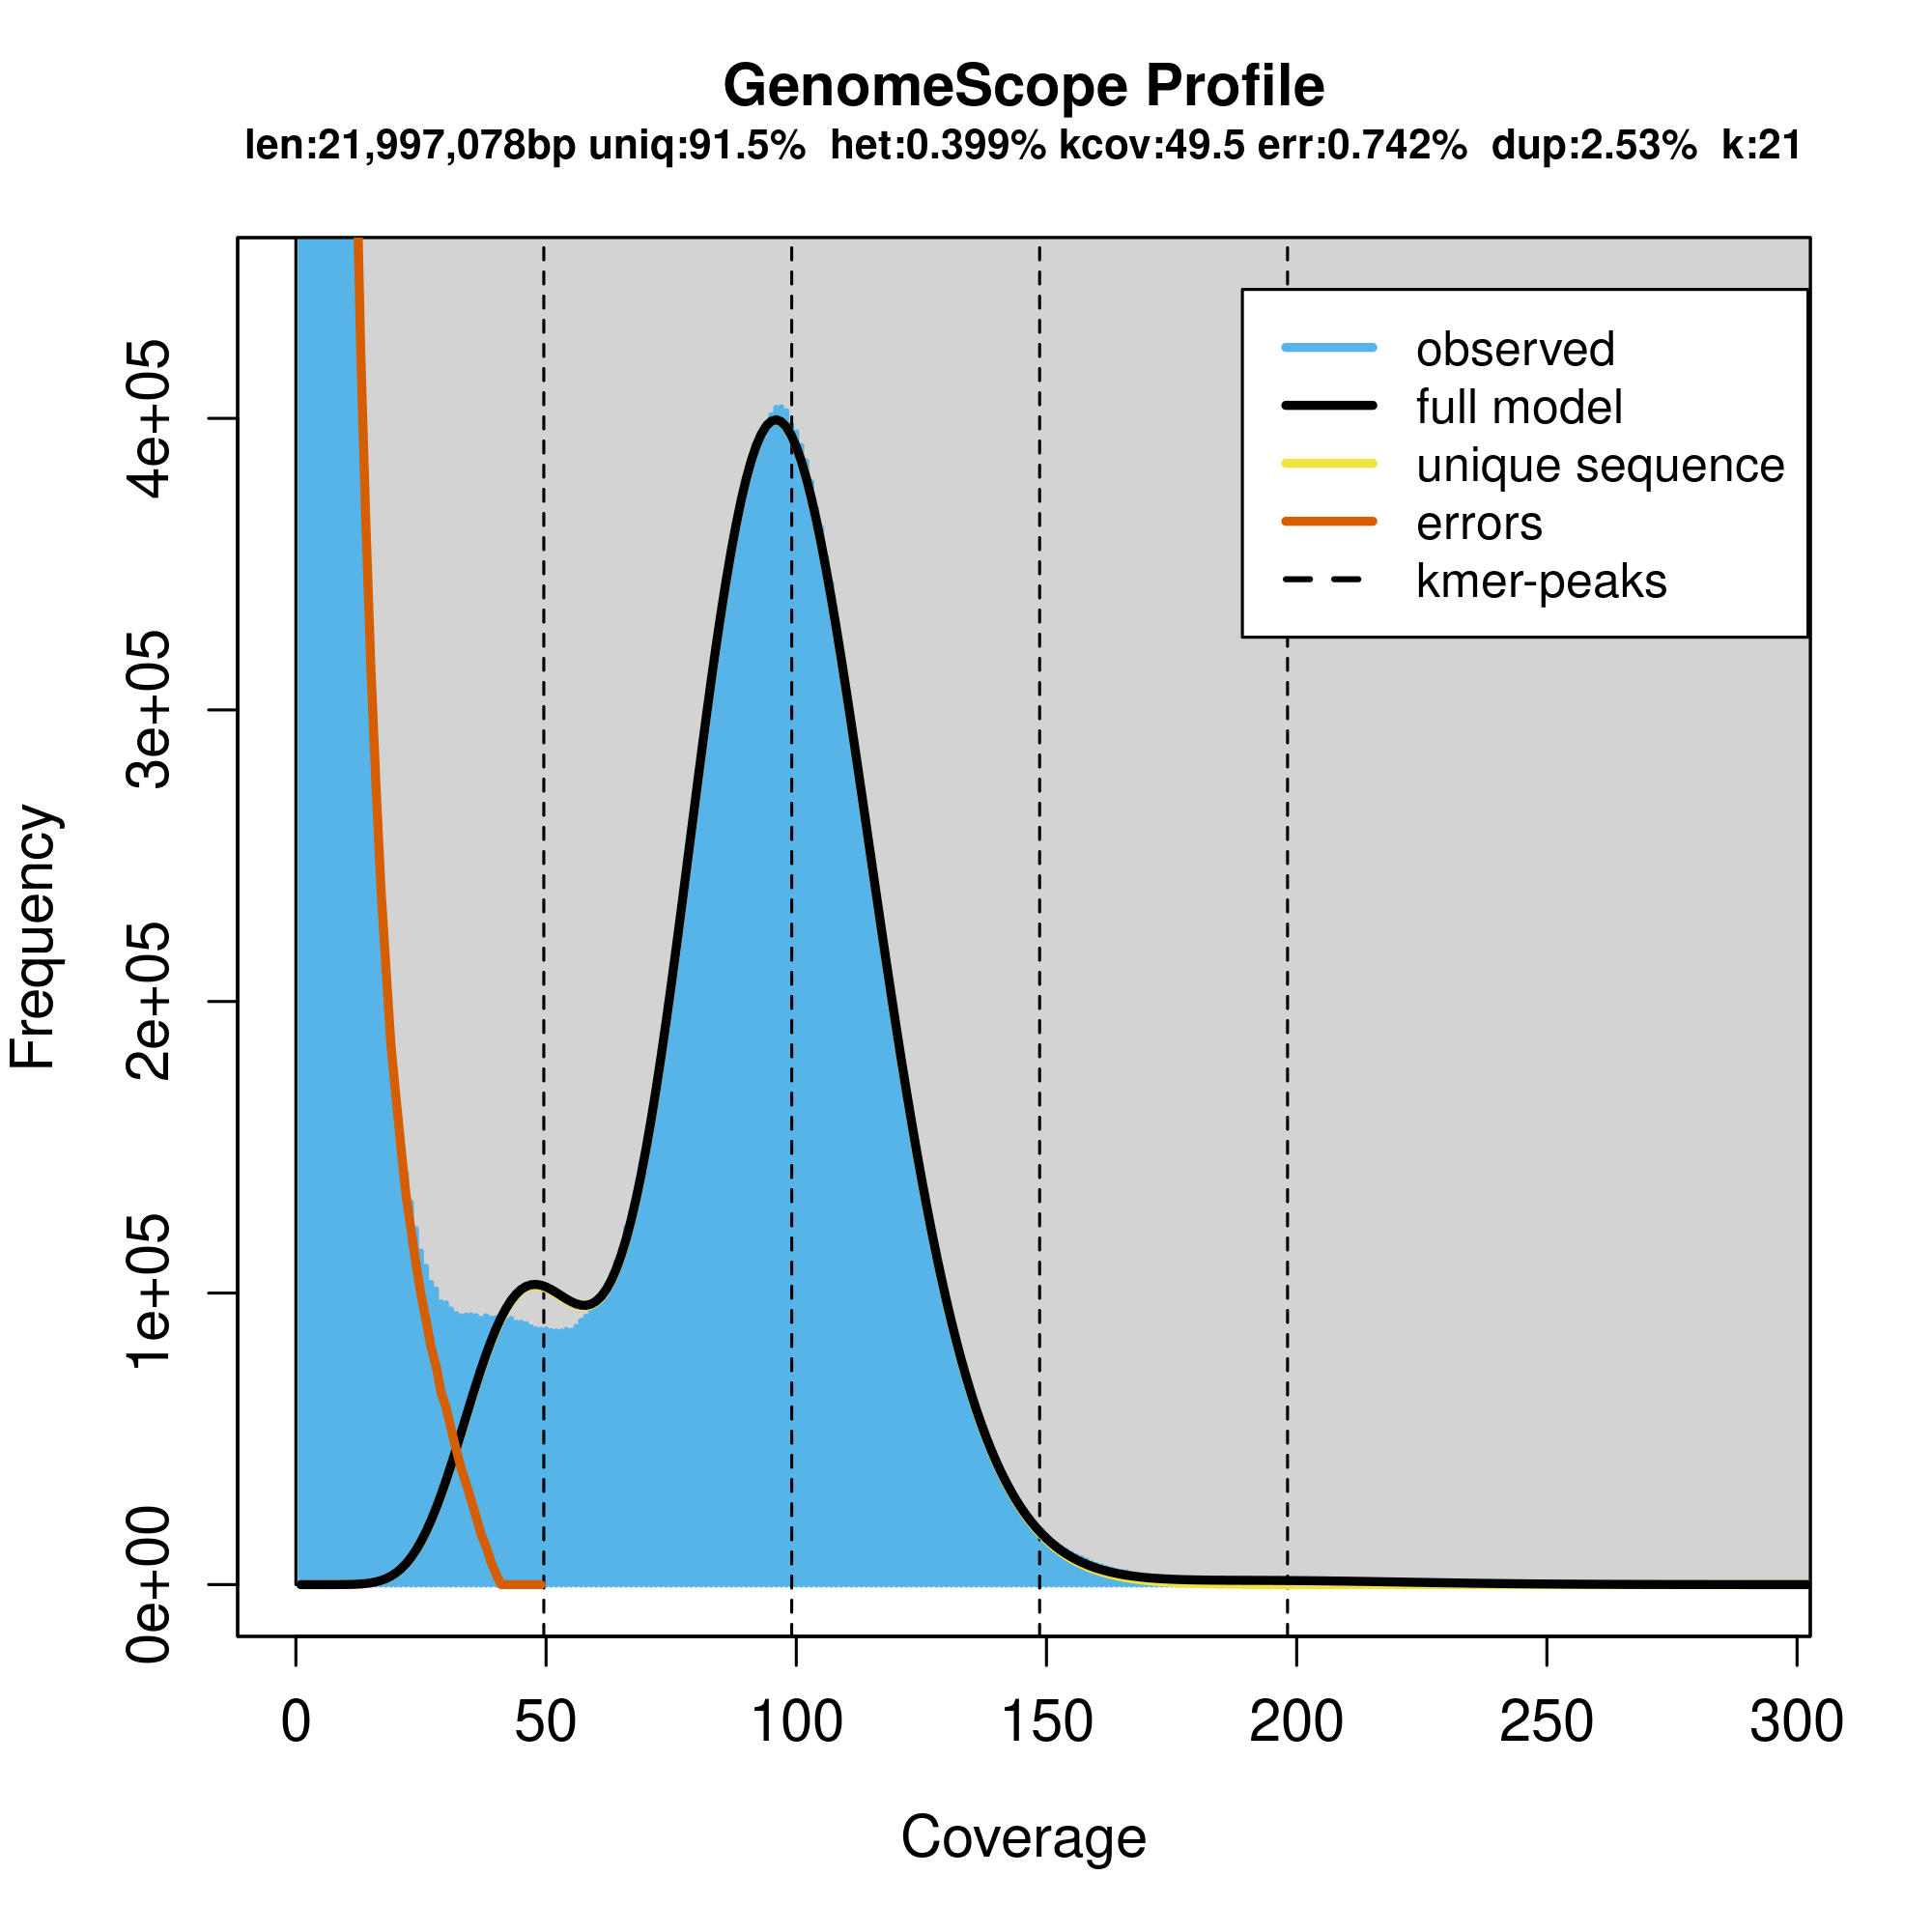 GenomeScope Profile
len:21,997,078bp uniq:91.5% het:0.399% kcov:49.5 err:0.742% dup:2.53% k:21
observed
full model
unique sequence
errors
kmer-peaks
Frequency
4e+05
3e+05
2e+05
1e+05
0e+00
0 50 100 150 200 250 300
Coverage